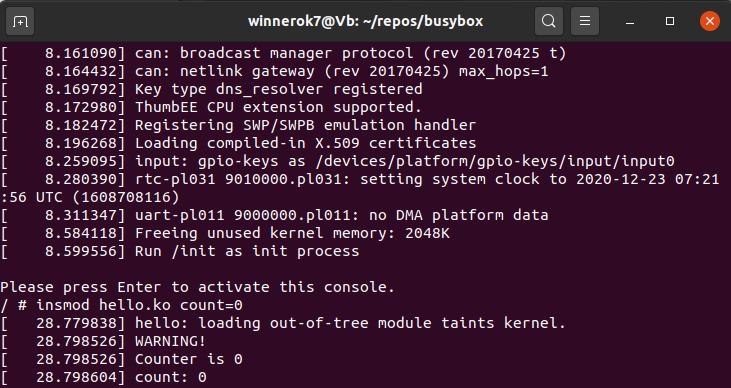 winnerok7@Vb: ~/repos/busybox
[    8.161090] can: broadcast manager protocol (rev 20170425 t)
[    8.164432] can: netlink gateway (rev 20170425) max_hops=1
[    8.169792] Key type dns_resolver registered
[    8.172980] ThumbEE CPU extension supported.
[    8.182472] Registering SWP/SWPB emulation handler
[    8.196268] Loading compiled-in X.509 certificates
[    8.259095] input: gpio-keys as /devices/platform/gpio-keys/input/input0
[    8.280390] rtc-pl031 9010000.pl031: setting system clock to 2020-12-23 07:21
:56 UTC (1608708116)
[    8.311347] uart-pl011 9000000.pl011: no DMA platform data
[    8.584118] Freeing unused kernel memory: 2048K
[    8.599556] Run /init as init process
Please press Enter to activate this console.
/ # insmod hello.ko count=0
[   28.779838] hello: loading out-of-tree module taints kernel.
[   28.798526] WARNING!
[   28.798526] Counter is 0
[   28.798604] count: 0